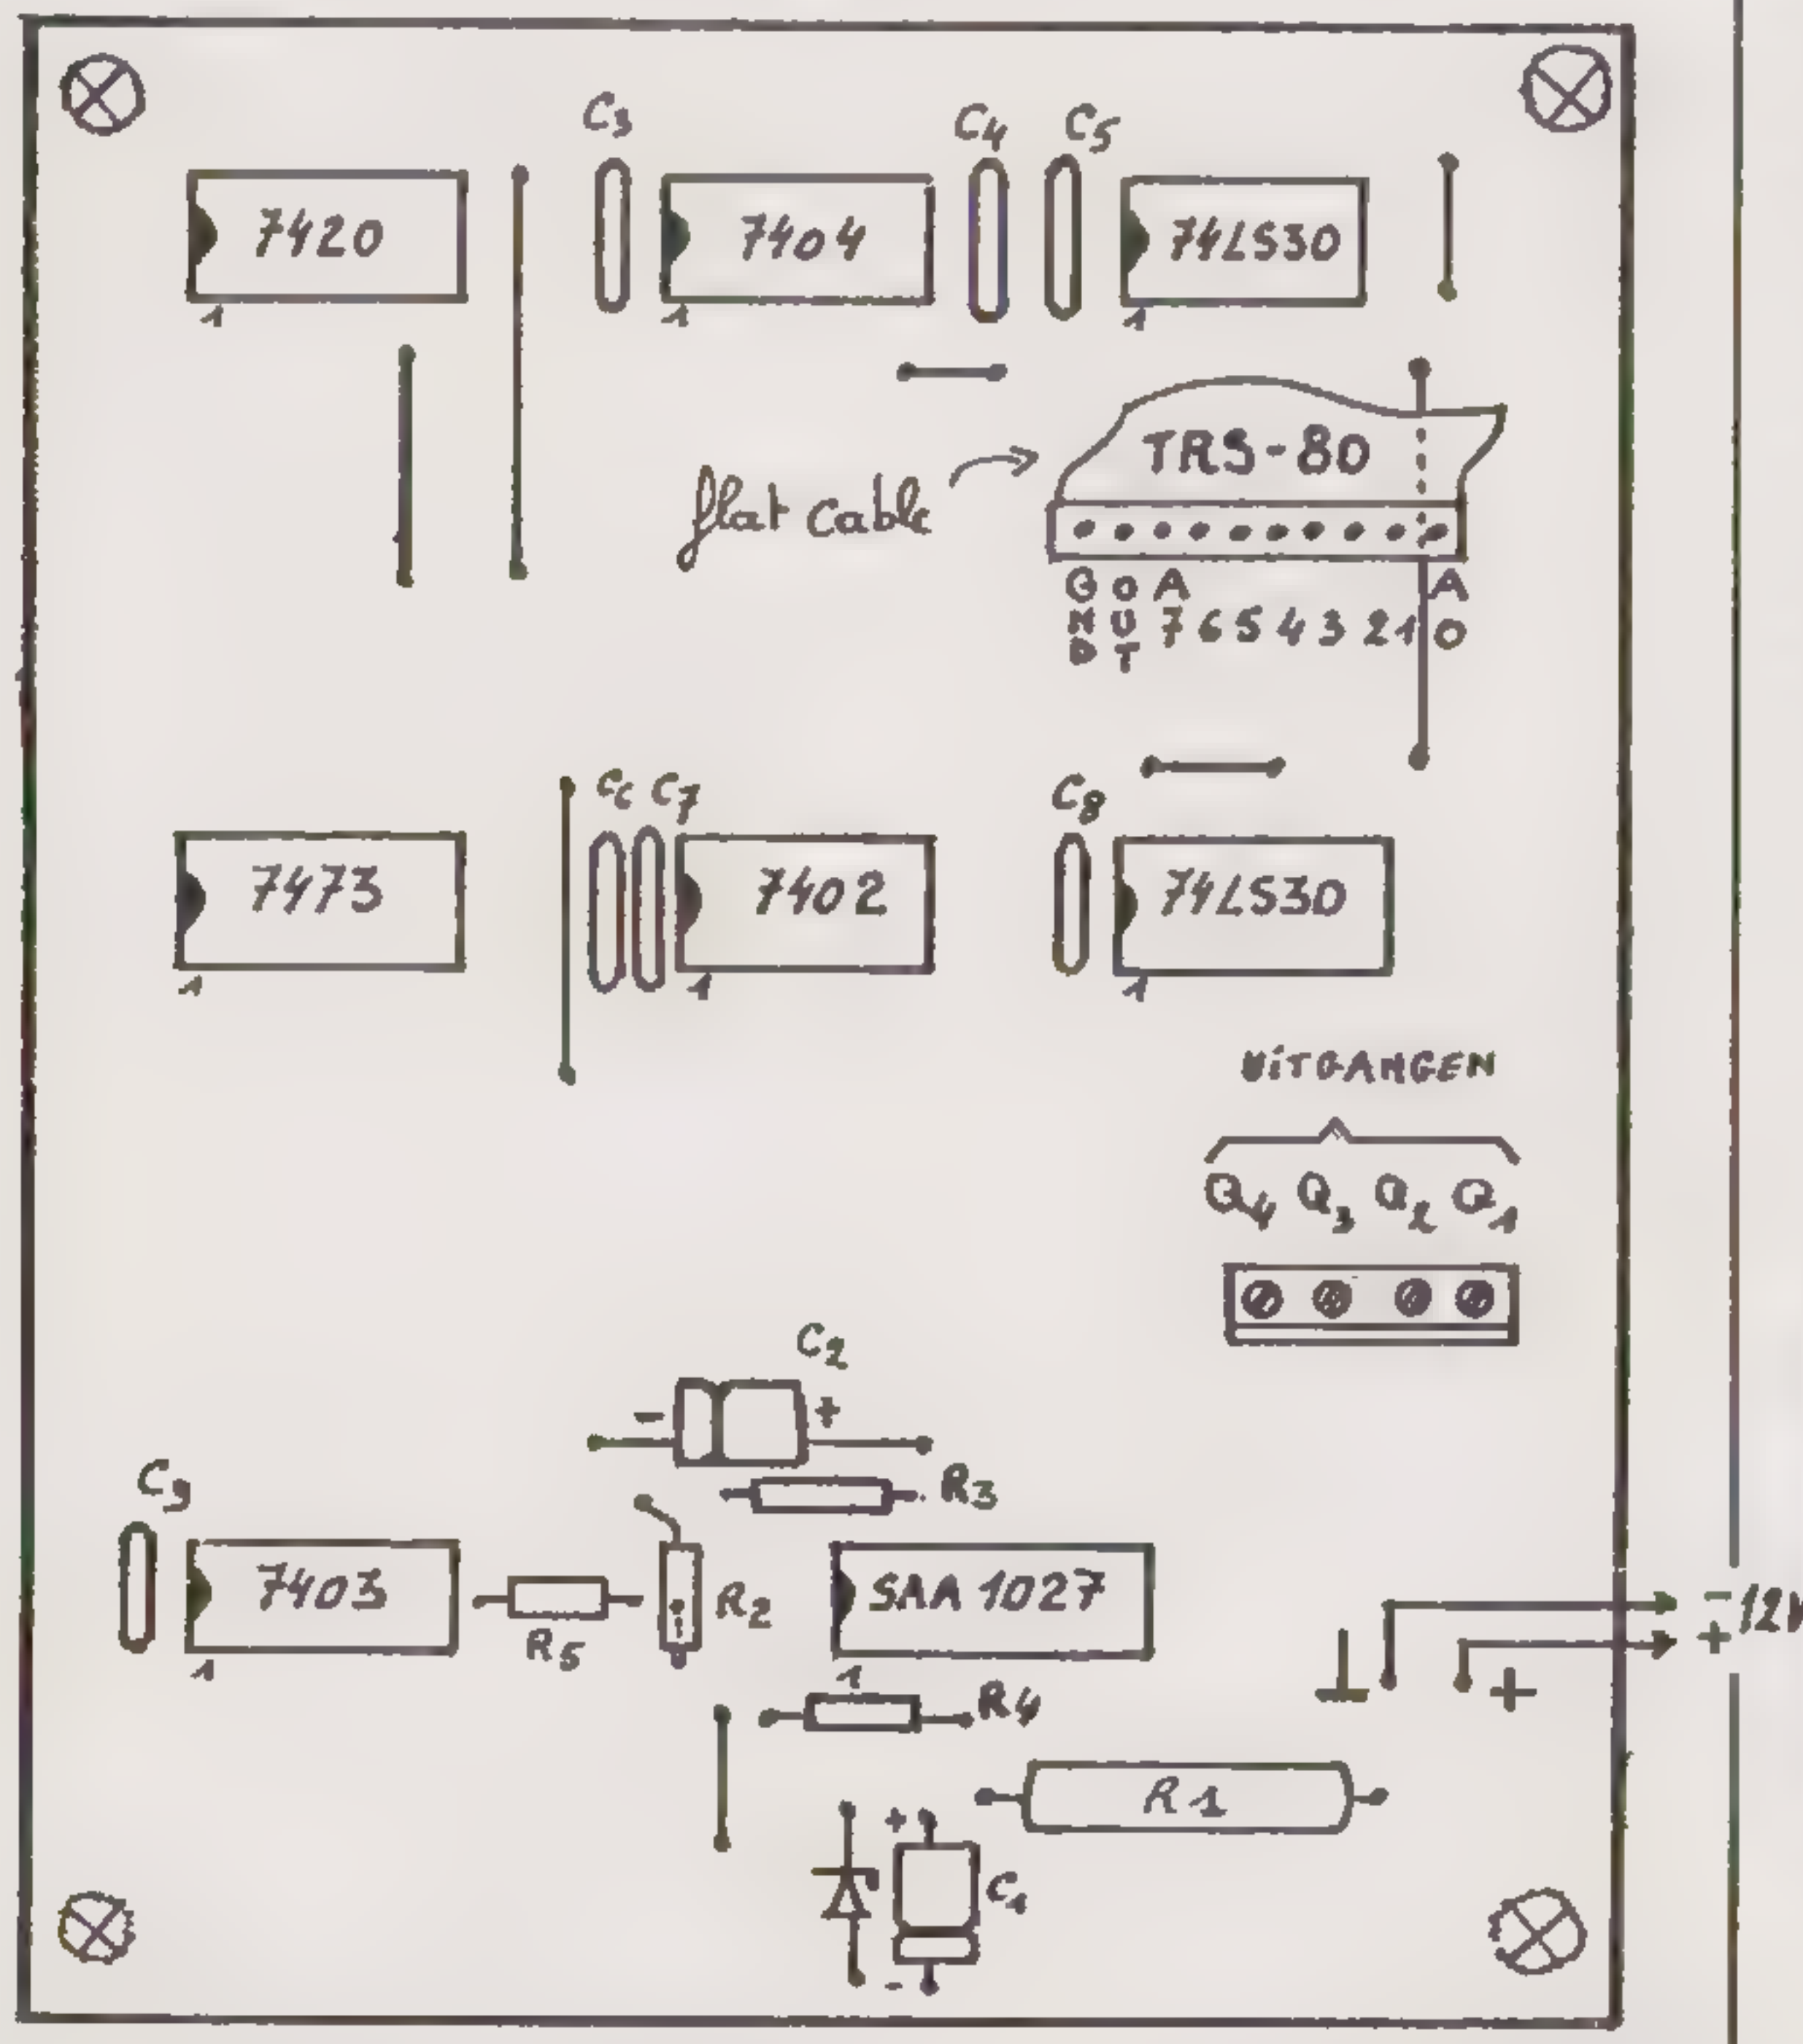 C3 C4 C5
7420 7404 74LS30
1 1 1
TRS-80
flat cable
G O A A
N U 7 6 5 4 3 2 1 0
D T
C6 C7 C8
7473 7402 74LS30
1 1 1
UiTGANGEN
Q4 Q3 Q2 Q1
C2
- +
C9 R3
7403 R2 SAA 1027
R5
1 1
- 12V
+
⊥ +
R4
R1
+
C1
-